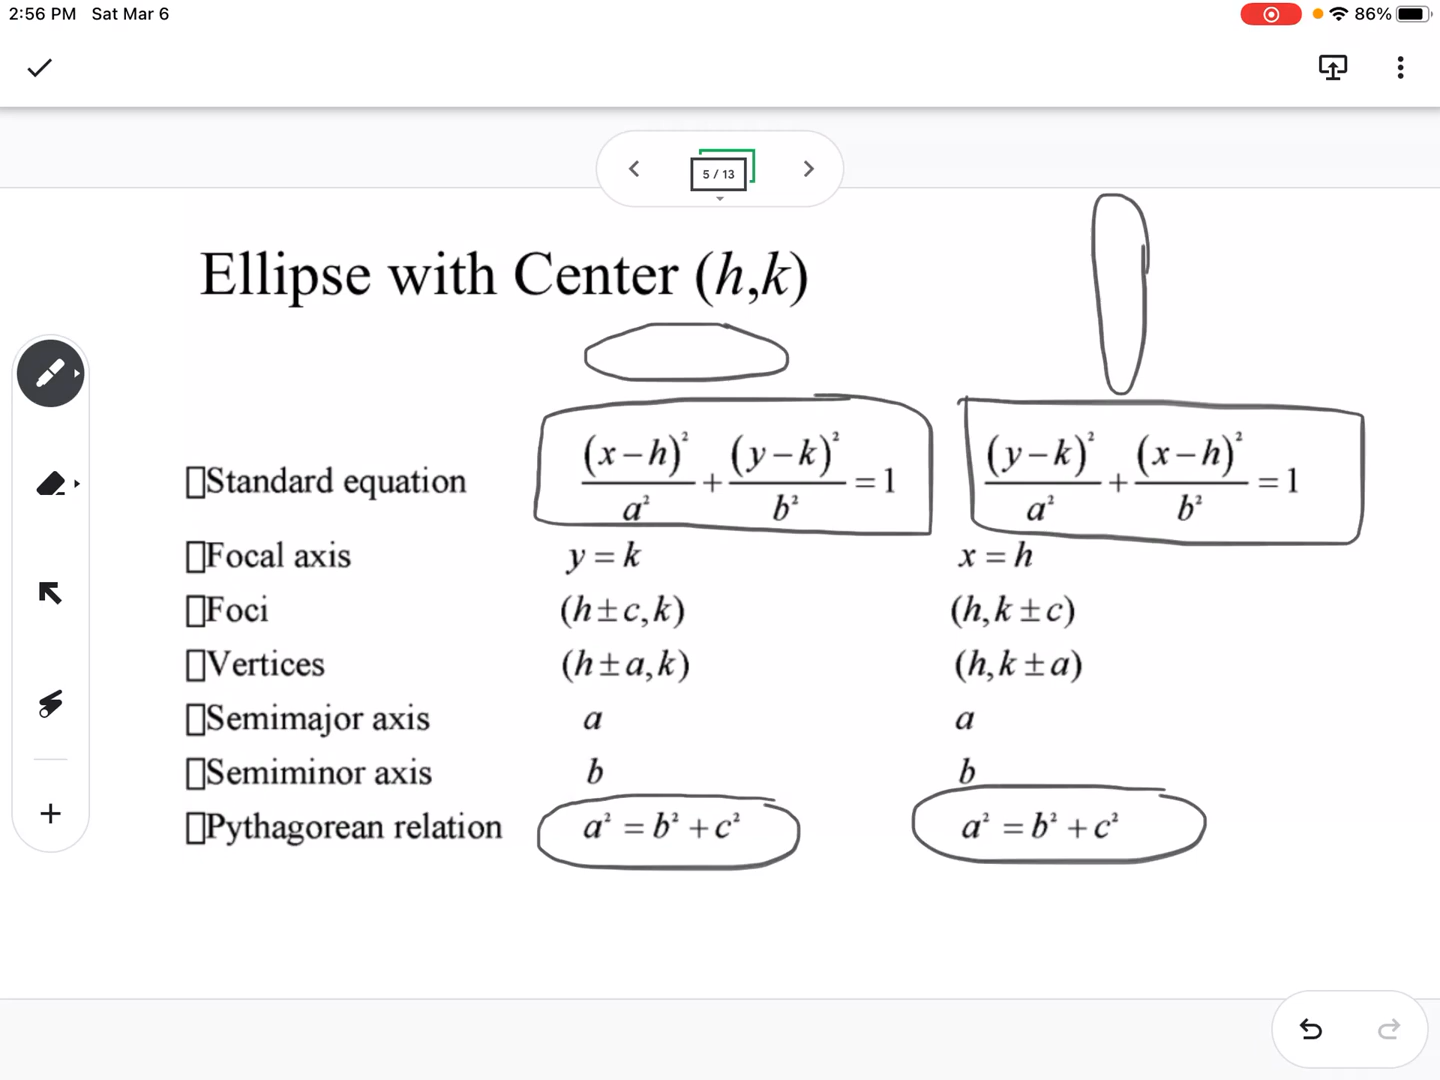 2:56 PM Sat Mar 6
86%
5 / 13
Ellipse with Center (h,k)
Standard equation (x−h)²/a² + (y−k)²/b² = 1 (y−k)²/a² + (x−h)²/b² = 1
Focal axis y = k x = h
Foci (h±c,k) (h,k±c)
Vertices (h±a,k) (h,k±a)
Semimajor axis a a
Semiminor axis b b
Pythagorean relation a² = b² + c² a² = b² + c²